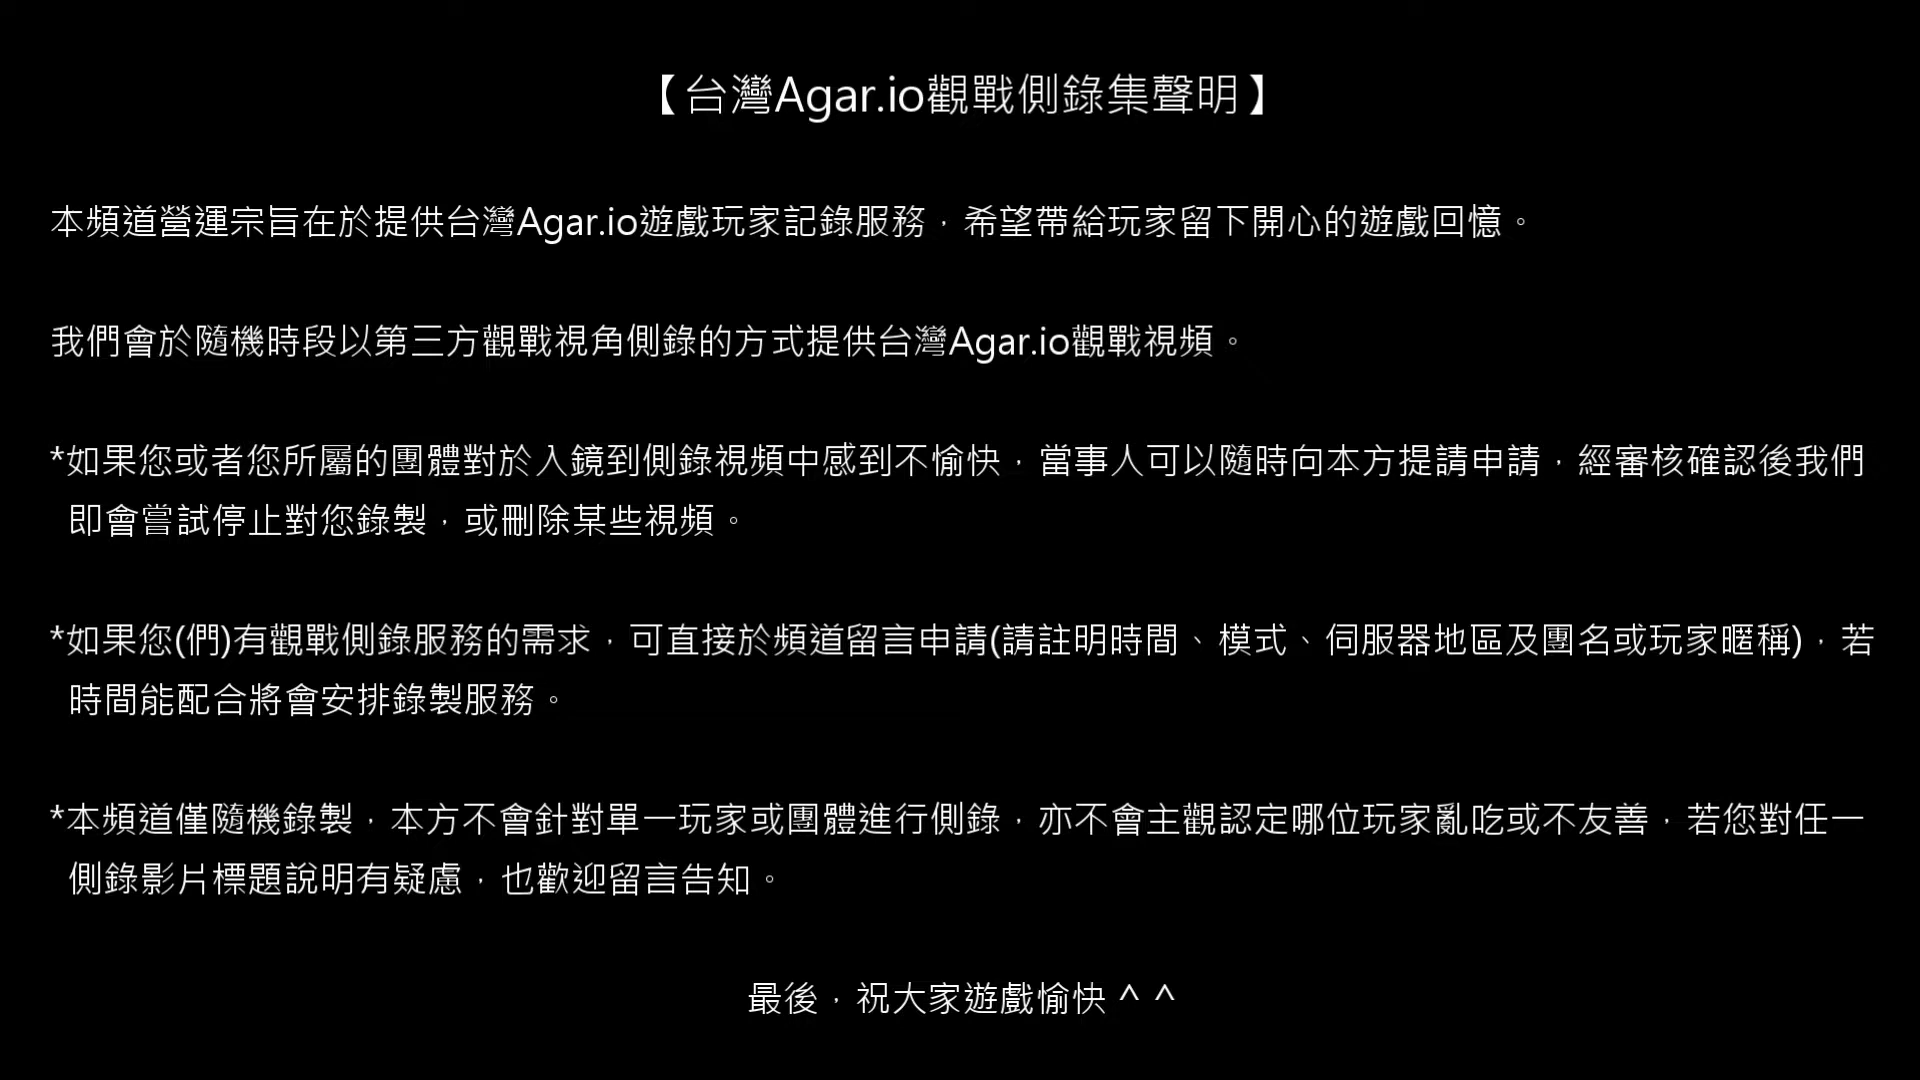 【台灣Agar.io觀戰側錄集聲明】
本頻道營運宗旨在於提供台灣Agar.io遊戲玩家記錄服務，希望帶給玩家留下開心的遊戲回憶。
我們會於隨機時段以第三方觀戰視角側錄的方式提供台灣Agar.io觀戰視頻。
*如果您或者您所屬的團體對於入鏡到側錄視頻中感到不愉快，當事人可以隨時向本方提請申請，經審核確認後我們
即會嘗試停止對您錄製，或刪除某些視頻。
*如果您(們)有觀戰側錄服務的需求，可直接於頻道留言申請(請註明時間、模式、伺服器地區及團名或玩家暱稱)，若
時間能配合將會安排錄製服務。
*本頻道僅隨機錄製，本方不會針對單一玩家或團體進行側錄，亦不會主觀認定哪位玩家亂吃或不友善，若您對任一
側錄影片標題說明有疑慮，也歡迎留言告知。
最後，祝大家遊戲愉快 ^ ^